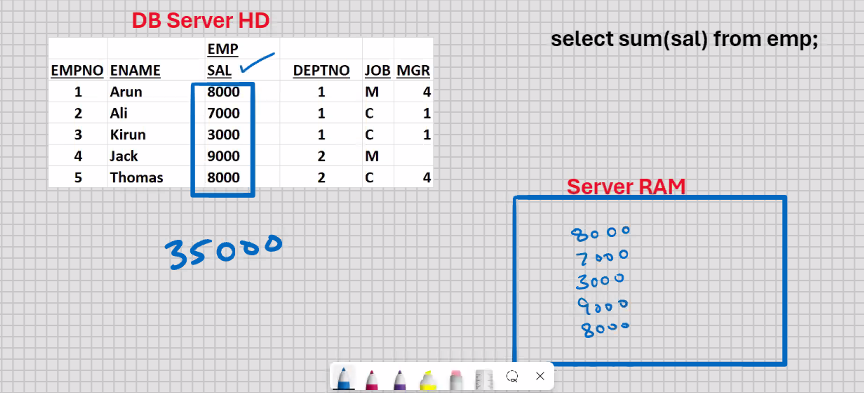 DB Server HD
select sum(sal) from emp;
EMP
EMPNO ENAME SAL DEPTNO JOB MGR
1 Arun 8000 1 M 4
2 Ali 7000 1 C 1
3 Kirun 3000 1 C 1
4 Jack 9000 2 M
5 Thomas 8000 2 C 4
35000
Server RAM
8000
7000
3000
9000
8000